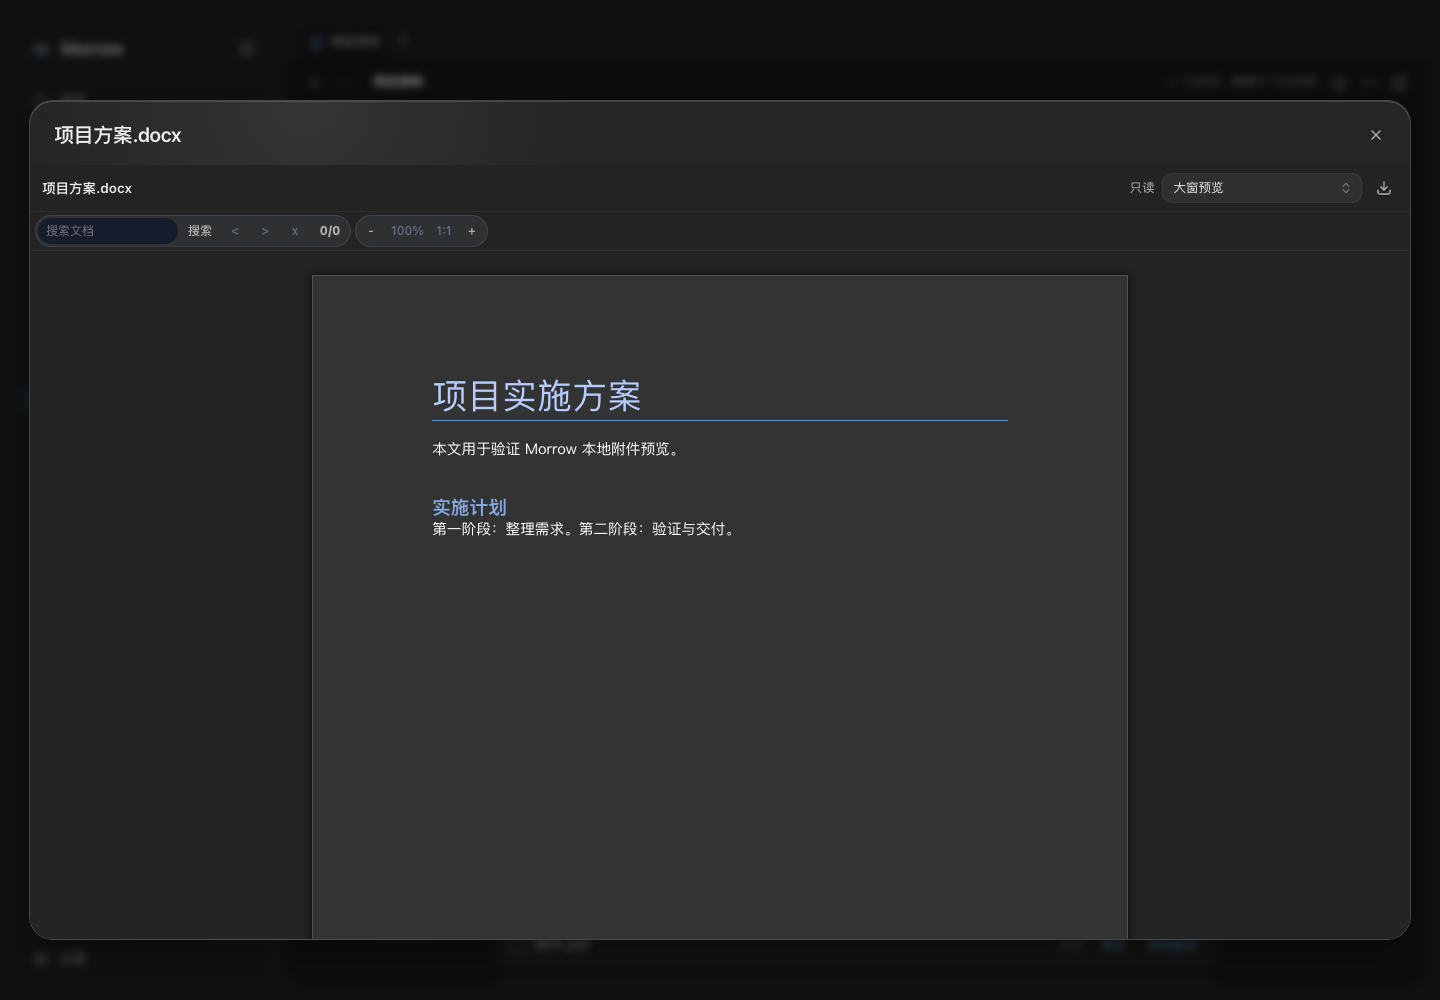 Morrow
项目方案.docx
项目方案.docx
只读
大窗预览
搜索文档
搜索
<
>
x
0/0
-
100%
1:1
+
项目实施方案
本文用于验证 Morrow 本地附件预览。
实施计划
第一阶段：整理需求。第二阶段：验证与交付。